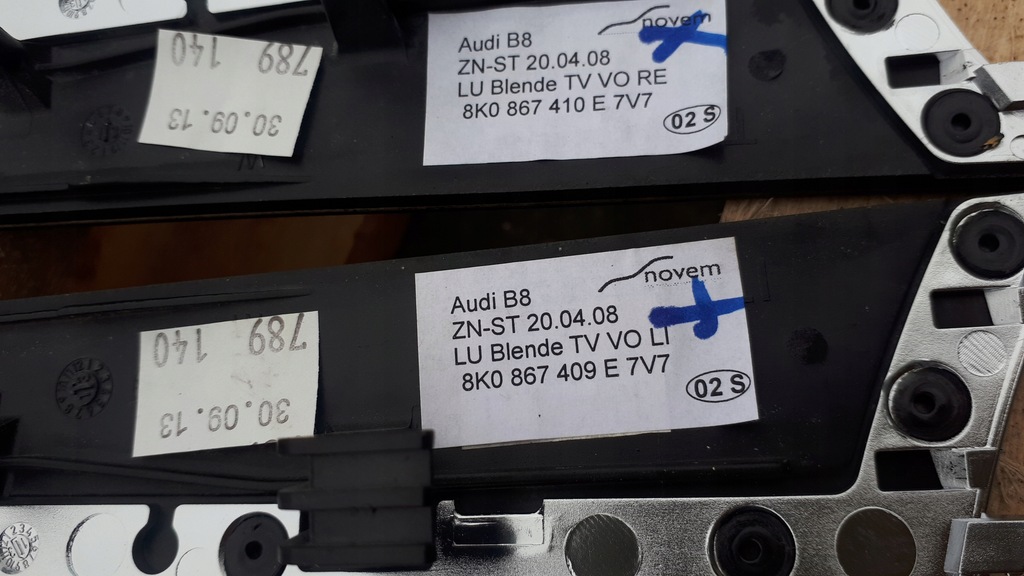 789
140
30.09.13
novem
Audi B8
ZN-ST 20.04.08
LU Blende TV VO RE
8K0 867 410 E 7V7
02 S
789
140
30.09.13
novem
Audi B8
ZN-ST 20.04.08
LU Blende TV VO LI
8K0 867 409 E 7V7
02 S